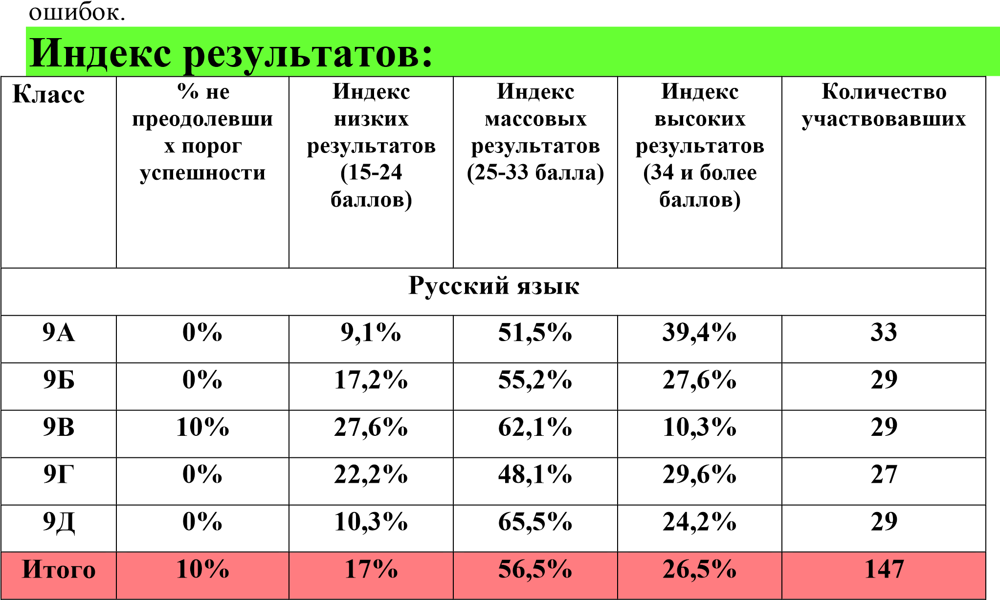 ошибок.
Индекс результатов:
Класс
% не
преодолевши
х порог
успешности
Индекс
низких
результатов
(15-24
баллов)
Индекс
массовых
результатов
(25-33 балла)
Индекс
высоких
результатов
(34 и более
баллов)
Количество
участвовавших
Русский язык
9А 0% 9,1% 51,5% 39,4% 33
9Б 0% 17,2% 55,2% 27,6% 29
9В 10% 27,6% 62,1% 10,3% 29
9Г 0% 22,2% 48,1% 29,6% 27
9Д 0% 10,3% 65,5% 24,2% 29
Итого 10% 17% 56,5% 26,5% 147